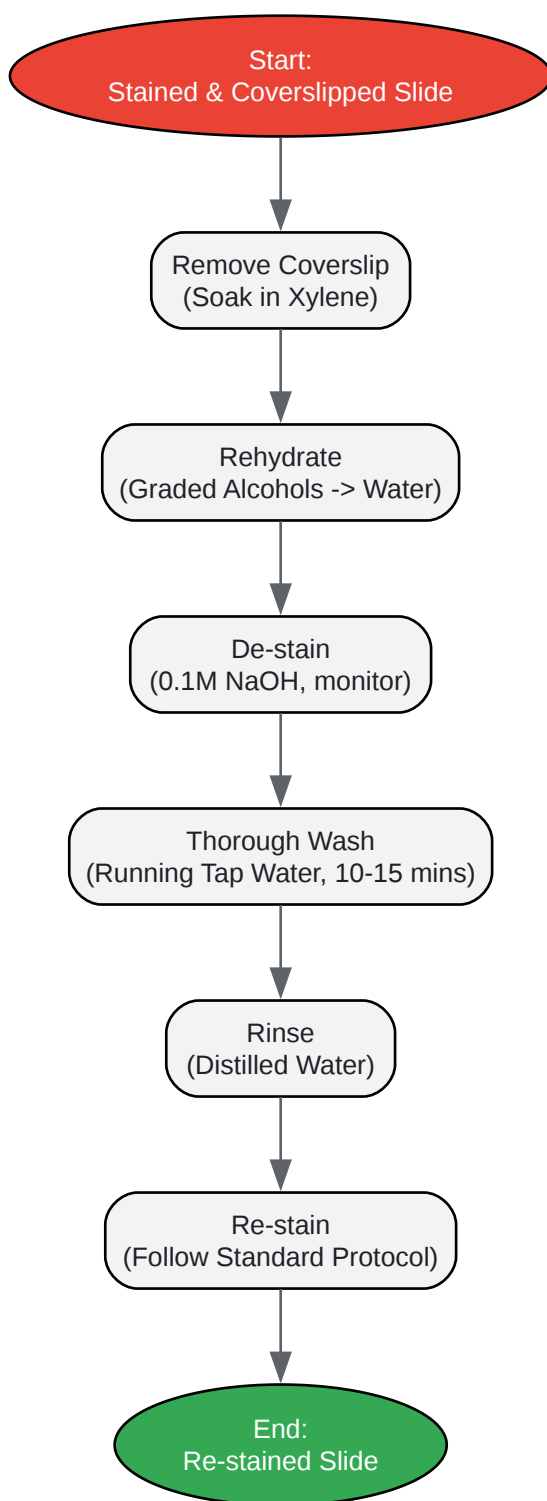 Start:
Stained & Coverslipped Slide
Remove Coverslip
(Soak in Xylene)
Rehydrate
(Graded Alcohols -> Water)
De-stain
(0.1M NaOH, monitor)
Thorough Wash
(Running Tap Water, 10-15 mins)
Rinse
(Distilled Water)
Re-stain
(Follow Standard Protocol)
End:
Re-stained Slide